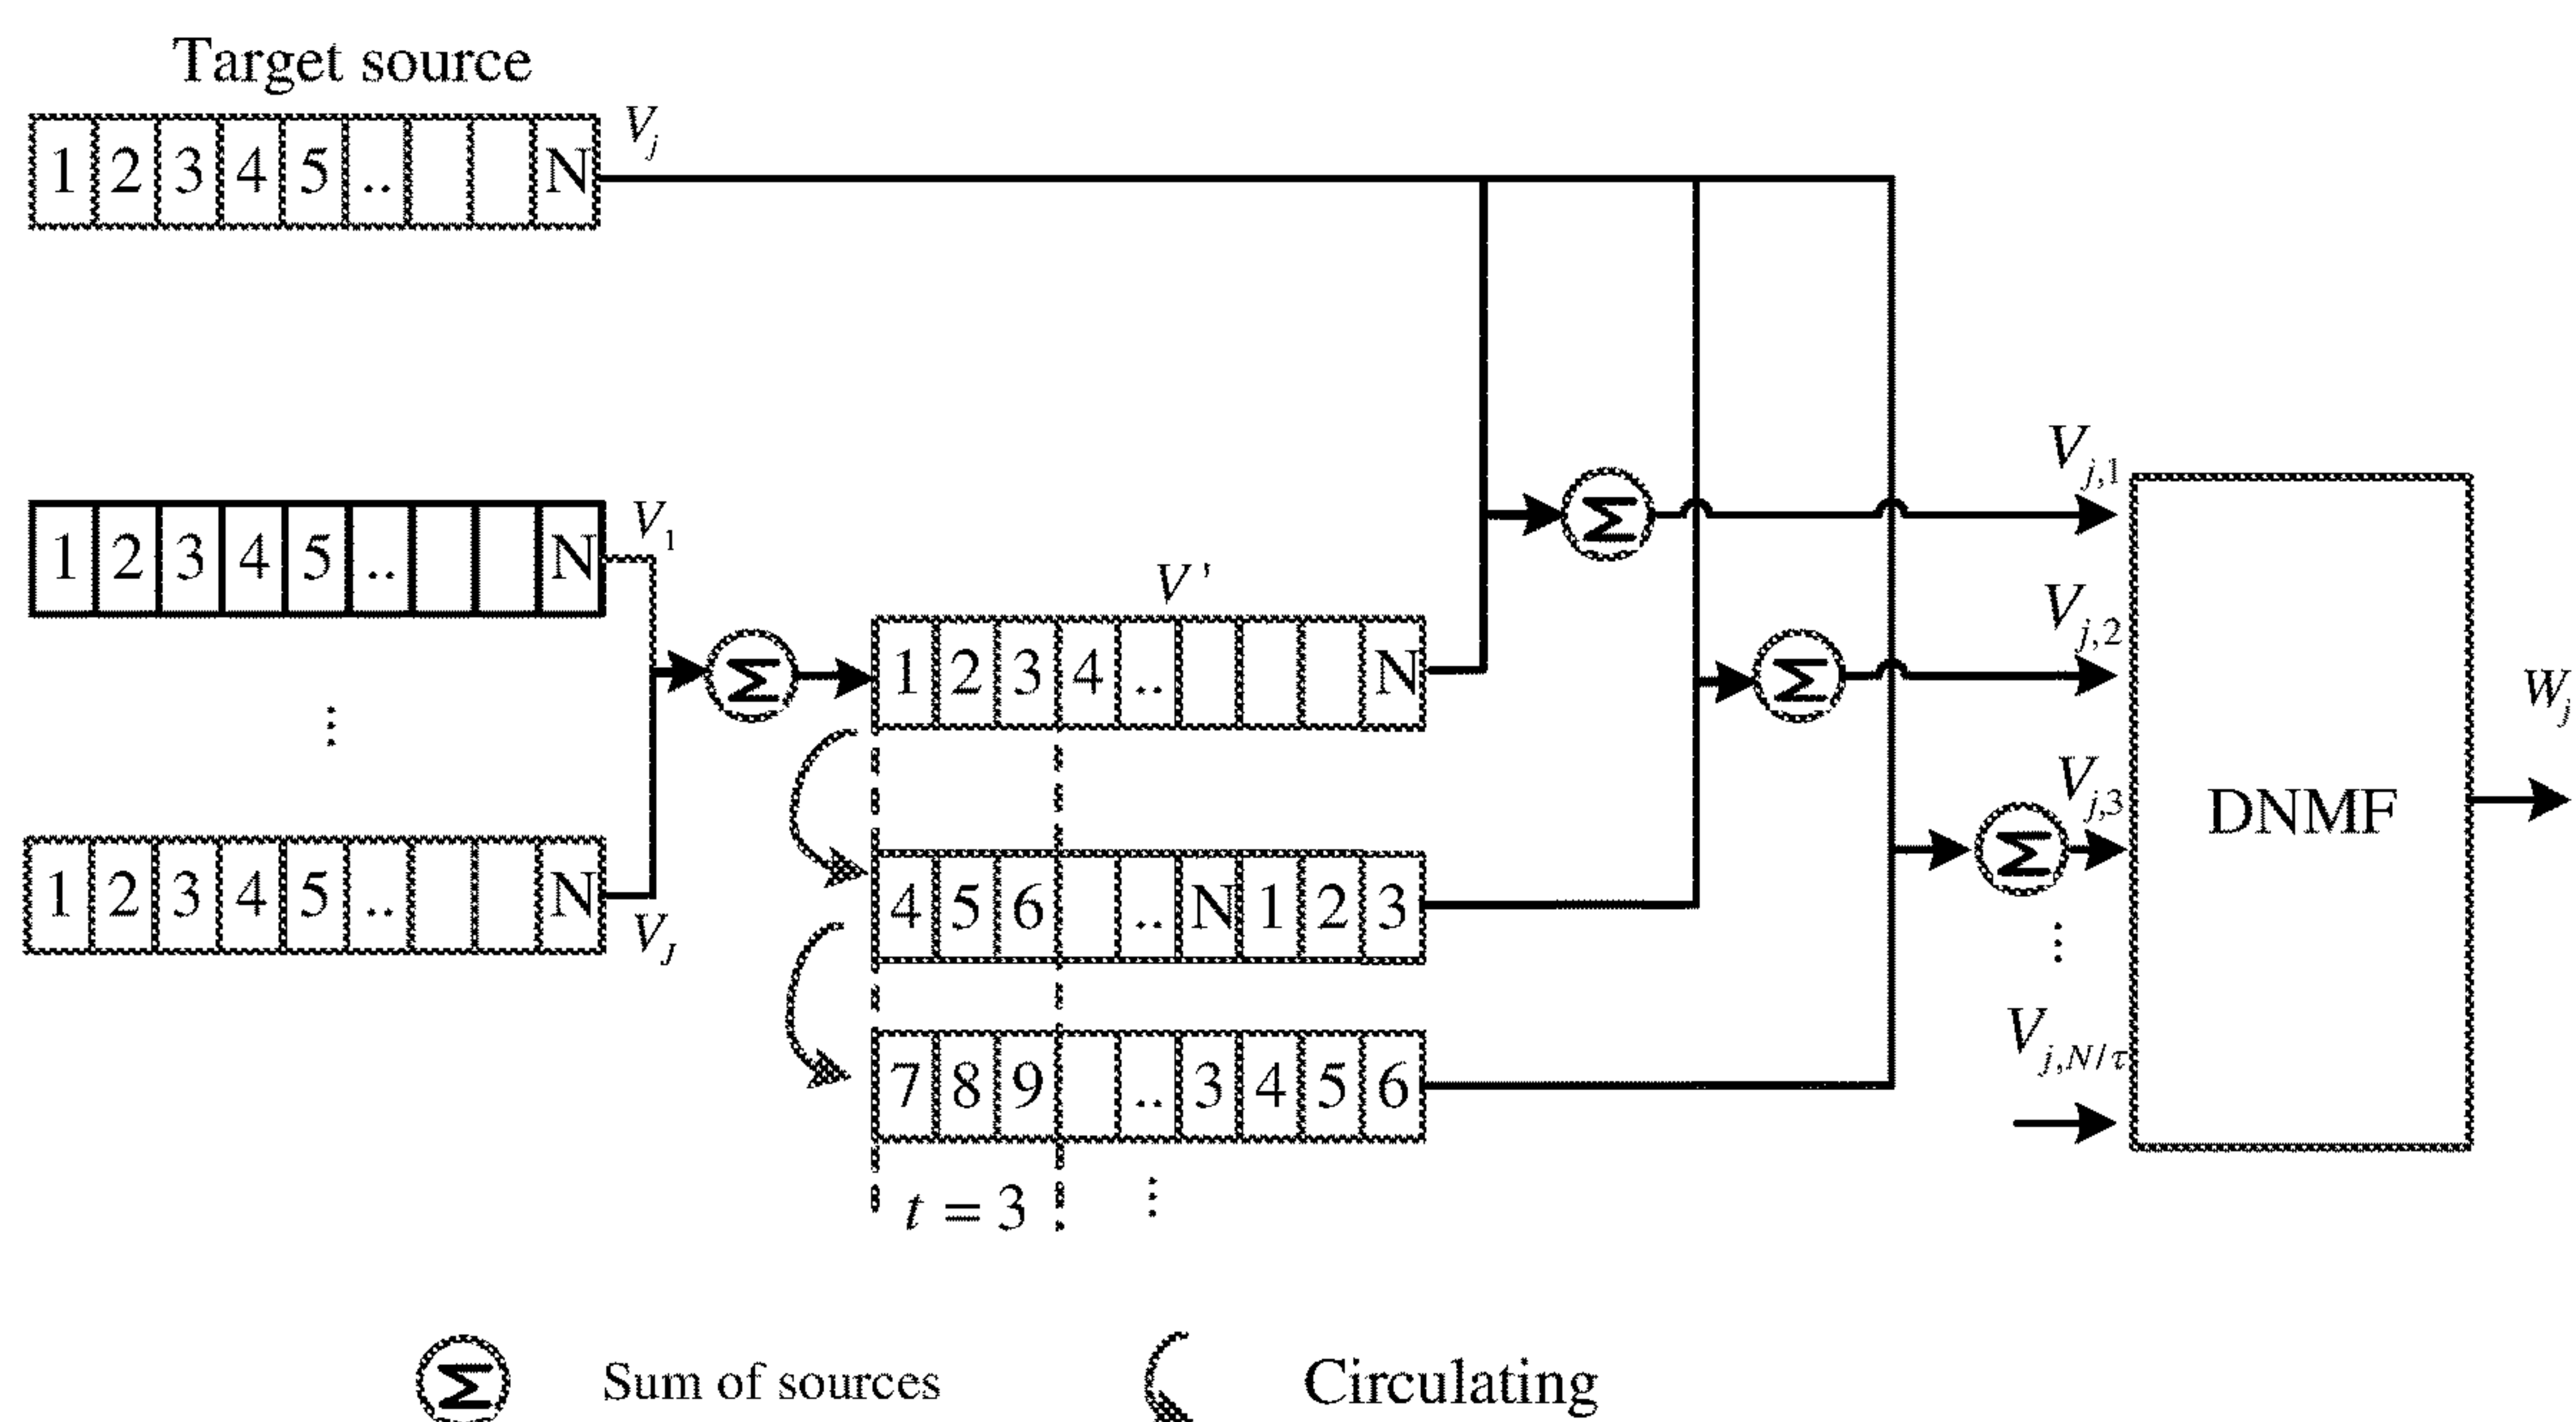 Target source
1 2 3 4 5 .. N
V_j
1 2 3 4 5 .. N
V_1
⋮
1 2 3 4 5 .. N
V_J
Σ
V'
1 2 3 4 .. N
4 5 6 .. N 1 2 3
7 8 9 .. 3 4 5 6
t = 3
⋮
Σ
Σ
Σ
V_{j,1}
V_{j,2}
V_{j,3}
⋮
V_{j,N/τ}
DNMF
W_j
Σ Sum of sources
Circulating